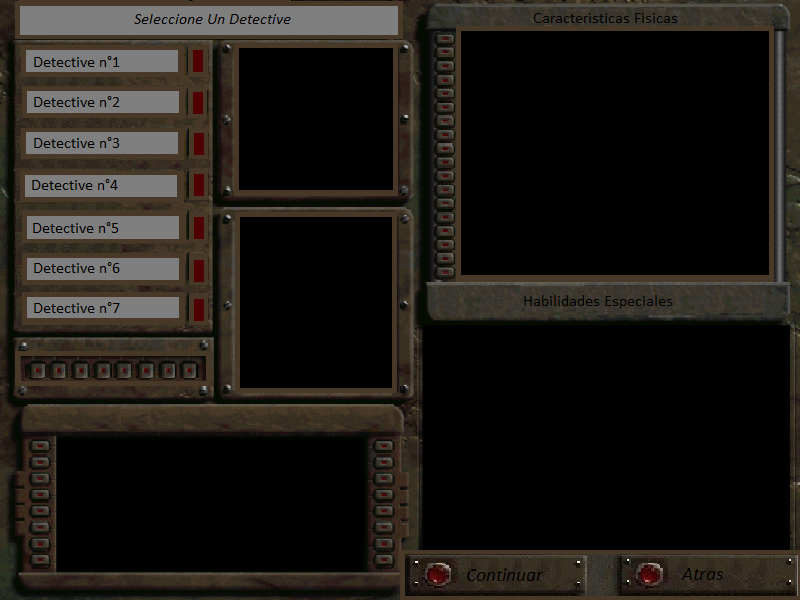 Seleccione Un Detective
Detective n°1
Detective n°2
Detective n°3
Detective n°4
Detective n°5
Detective n°6
Detective n°7
Caracteristicas Fisicas
Habilidades Especiales
Continuar
Atras